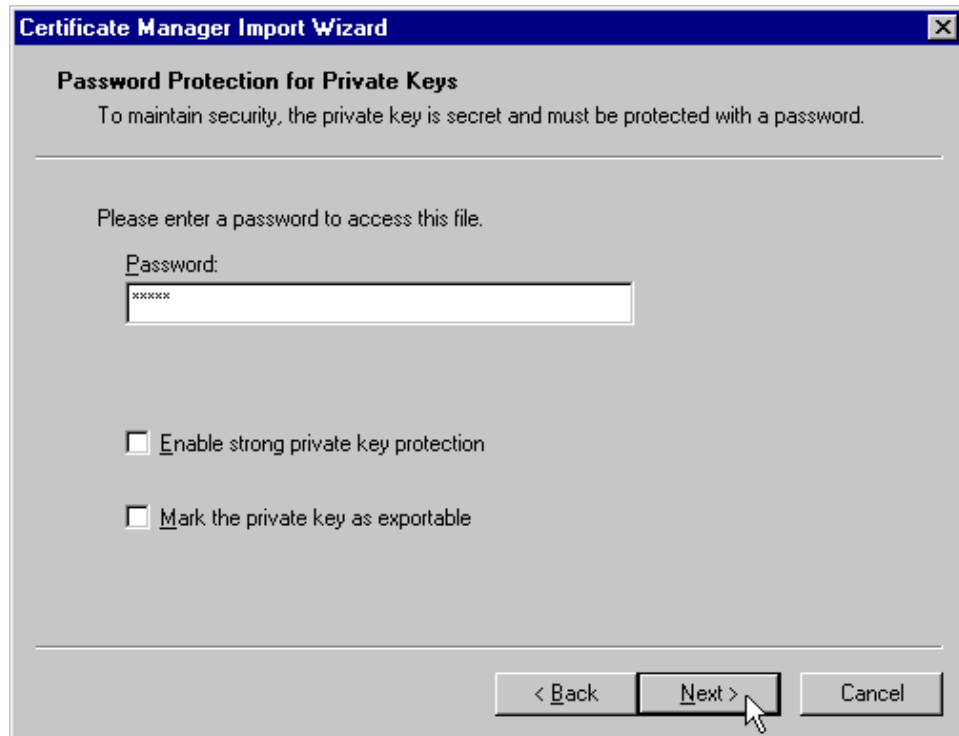 Certificate Manager Import Wizard
Password Protection for Private Keys
To maintain security, the private key is secret and must be protected with a password.
Please enter a password to access this file.
Password:
*****
Enable strong private key protection
Mark the private key as exportable
< Back
Next >
Cancel